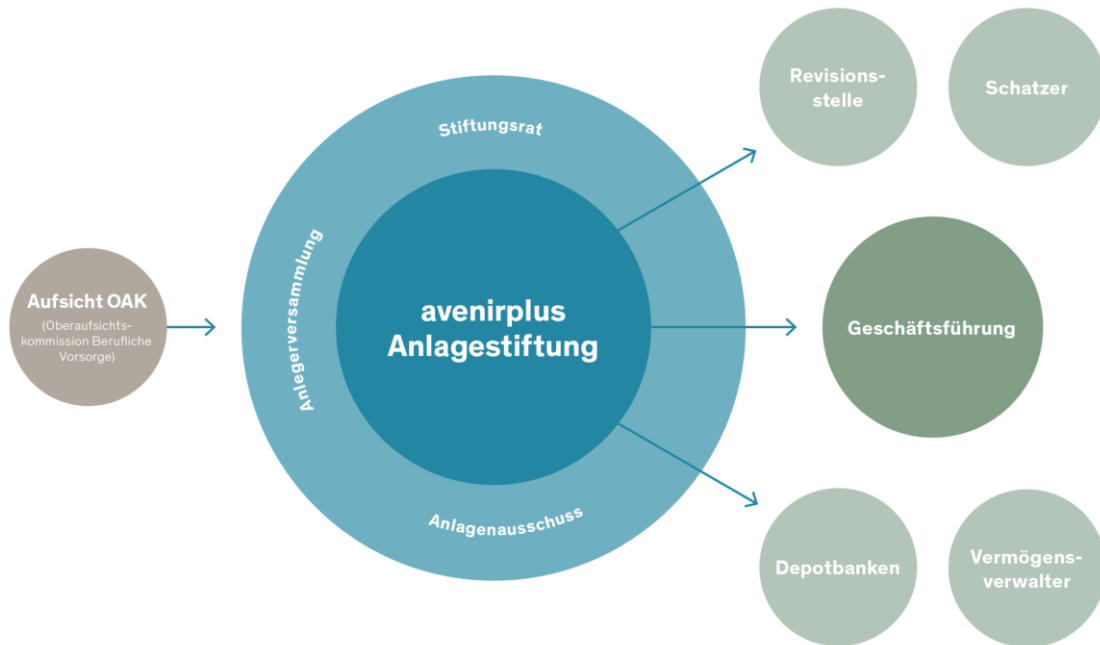 Aufsicht OAK
(Oberaufsichts-
kommission Berufliche
Vorsorge)
Stiftungsrat
Anlegerversammlung
avenirplus
Anlagestiftung
Anlagenausschuss
Revisions-
stelle
Schatzer
Geschäftsführung
Depotbanken
Vermögens-
verwalter